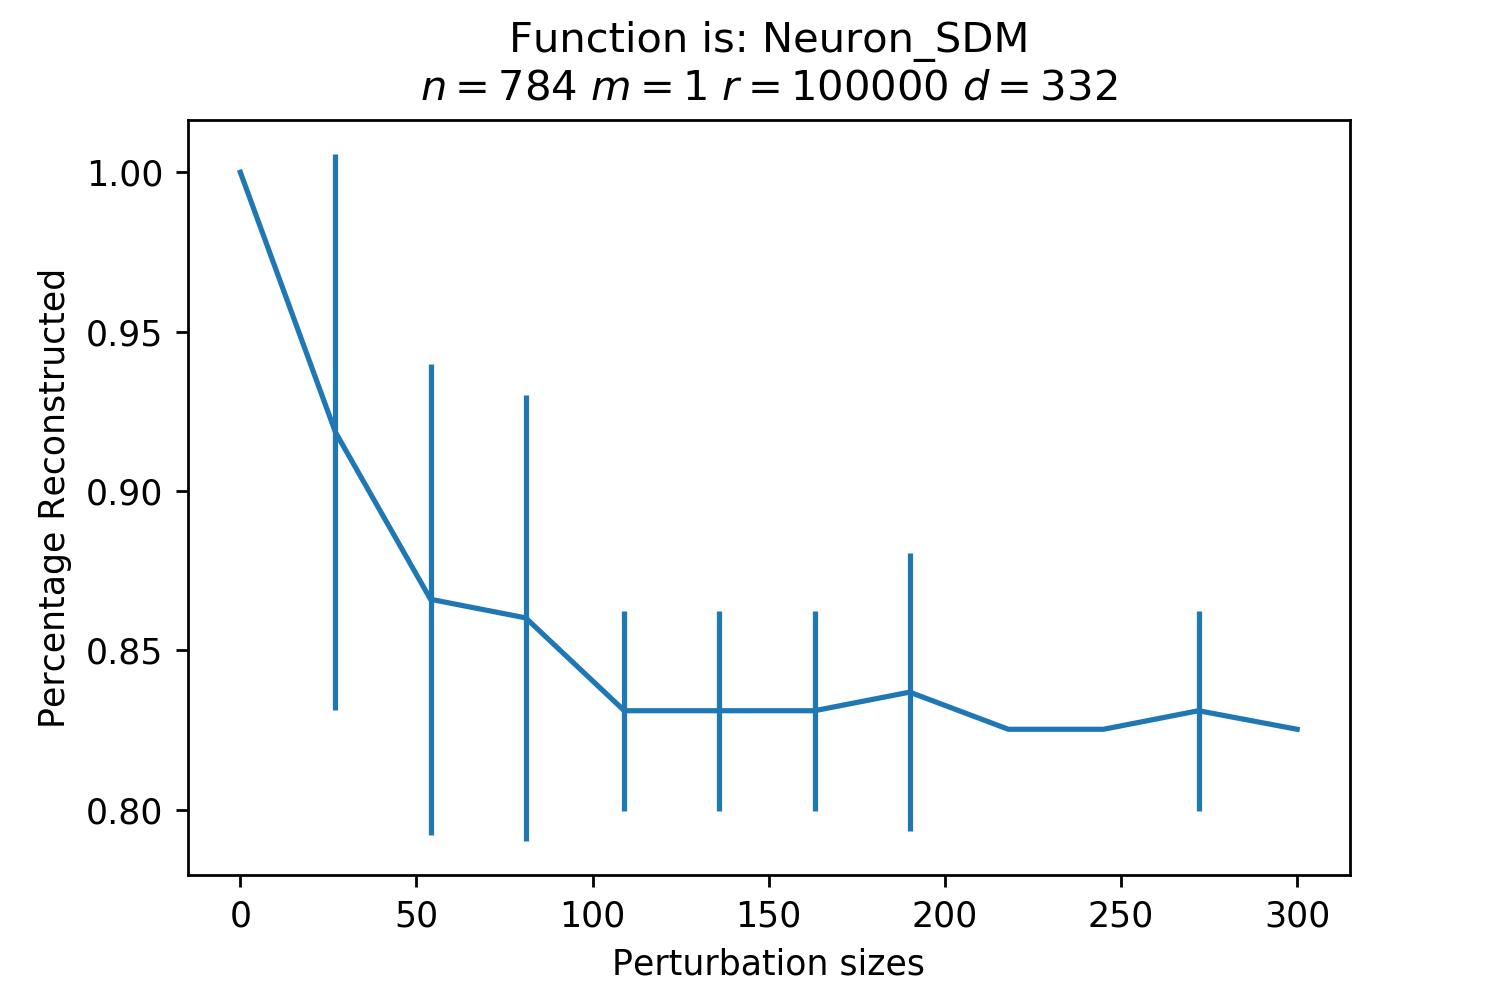 Function is: Neuron_SDM
n = 784 m = 1 r = 100000 d = 332
1.00
0.95
0.90
0.85
0.80
Percentage Reconstructed
0 50 100 150 200 250 300
Perturbation sizes